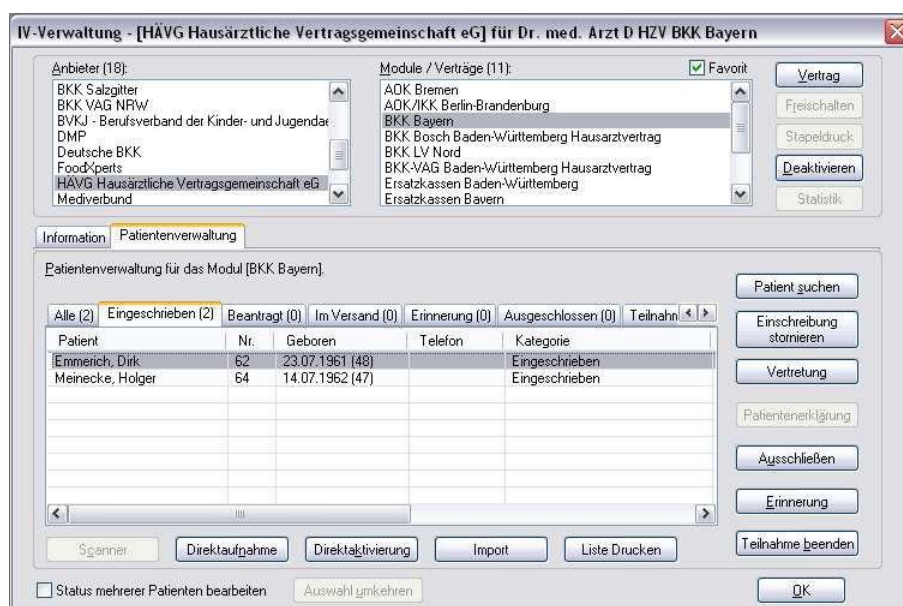 IV-Verwaltung - [HÄVG Hausärztliche Vertragsgemeinschaft eG] für Dr. med. Arzt D HZV BKK Bayern
Anbieter (18):
BKK Salzgitter
BKK VAG NRW
BVKJ - Berufsverband der Kinder- und Jugendae
DMP
Deutsche BKK
FoodXperts
HÄVG Hausärztliche Vertragsgemeinschaft eG
Mediverbund
Module / Verträge (11):
Favorit
AOK Bremen
AOK/IKK Berlin-Brandenburg
BKK Bayern
BKK Bosch Baden-Württemberg Hausarztvertrag
BKK LV Nord
BKK-VAG Baden-Württemberg Hausarztvertrag
Ersatzkassen Baden-Württemberg
Ersatzkassen Bayern
Vertrag
Freischalten
Stapeldruck
Deaktivieren
Statistik
Information Patientenverwaltung
Patientenverwaltung für das Modul [BKK Bayern].
Alle (2) Eingeschrieben (2) Beantragt (0) Im Versand (0) Erinnerung (0) Ausgeschlossen (0) Teilnahm
Patient Nr. Geboren Telefon Kategorie
Emmerich, Dirk 62 23.07.1961 (48) Eingeschrieben
Meinecke, Holger 64 14.07.1962 (47) Eingeschrieben
Patient suchen
Einschreibung
stornieren
Vertretung
Patientenerklärung
Ausschließen
Erinnerung
Teilnahme beenden
Scanner Direktaufnahme Direktaktivierung Import Liste Drucken
Status mehrerer Patienten bearbeiten Auswahl umkehren OK